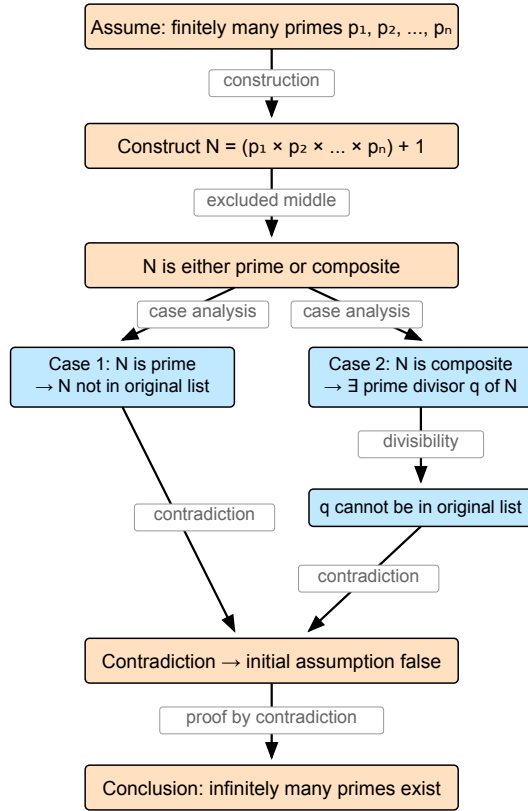 Assume: finitely many primes p₁, p₂, ..., pₙ
construction
Construct N = (p₁ × p₂ × ... × pₙ) + 1
excluded middle
N is either prime or composite
case analysis
case analysis
Case 1: N is prime
→ N not in original list
Case 2: N is composite
→ ∃ prime divisor q of N
divisibility
q cannot be in original list
contradiction
contradiction
Contradiction → initial assumption false
proof by contradiction
Conclusion: infinitely many primes exist